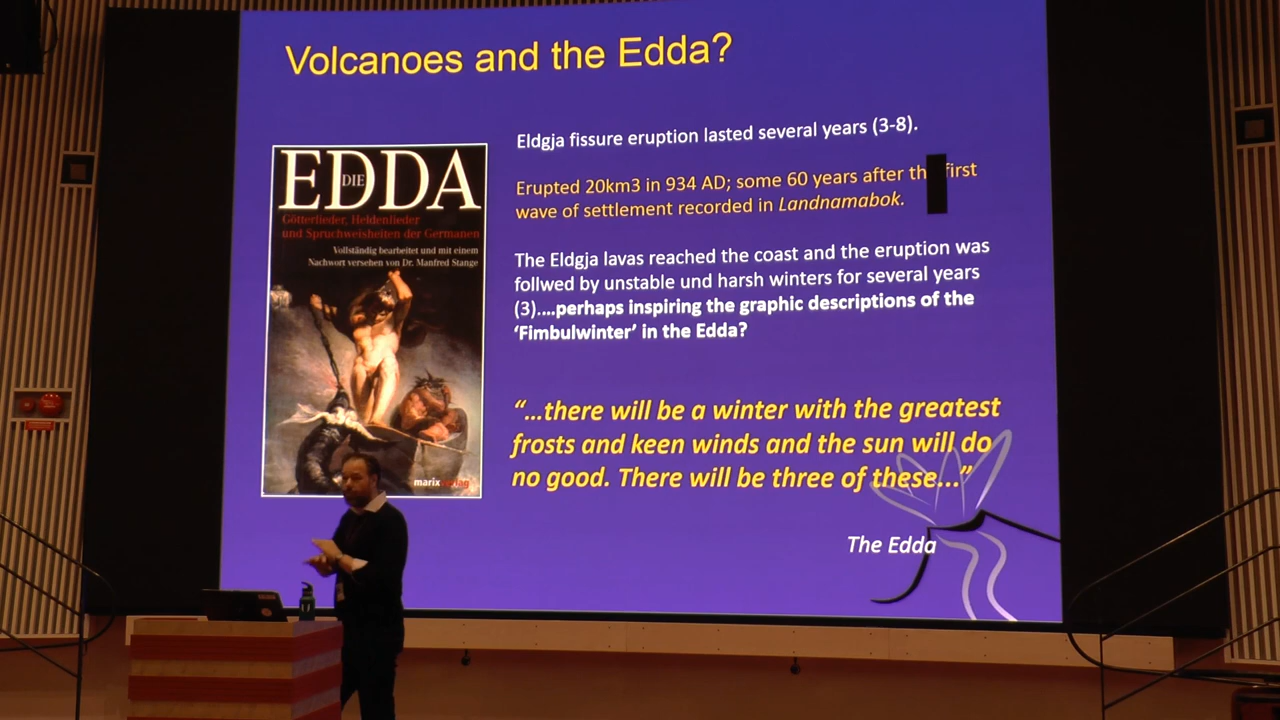 Volcanoes and the Edda?
EDDA
DIE
Götterlieder, Heldenlieder
und Spruchweisheiten der Germanen
Vollständig bearbeitet und mit einem
Nachwort versehen von Dr. Manfred Stange
marix
Eldgja fissure eruption lasted several years (3-8).
Erupted 20km3 in 934 AD; some 60 years after first
wave of settlement recorded in Landnamabok.
The Eldgja lavas reached the coast and the eruption was
follwed by unstable und harsh winters for several years
(3)....perhaps inspiring the graphic descriptions of the
‘Fimbulwinter’ in the Edda?
“...there will be a winter with the greatest
frosts and keen winds and the sun will do
no good. There will be three of these...”
The Edda